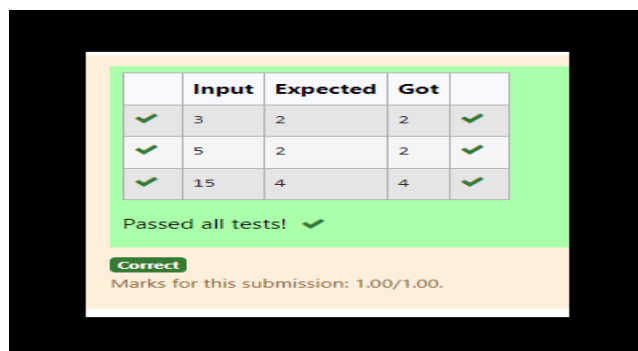 Input Expected Got
3 2 2
5 2 2
15 4 4
Passed all tests!
Correct
Marks for this submission: 1.00/1.00.